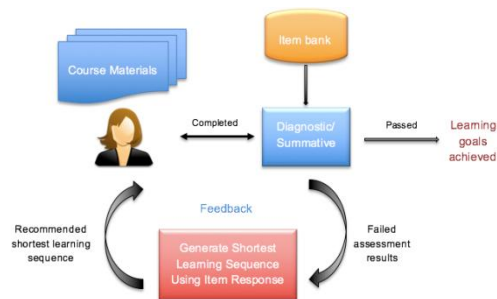 Item bank
Course Materials
Completed
Diagnostic/
Summative
Passed
Learning
goals
achieved
Feedback
Recommended
shortest learning
sequence
Generate Shortest
Learning Sequence
Using Item Response
Failed
assessment
results